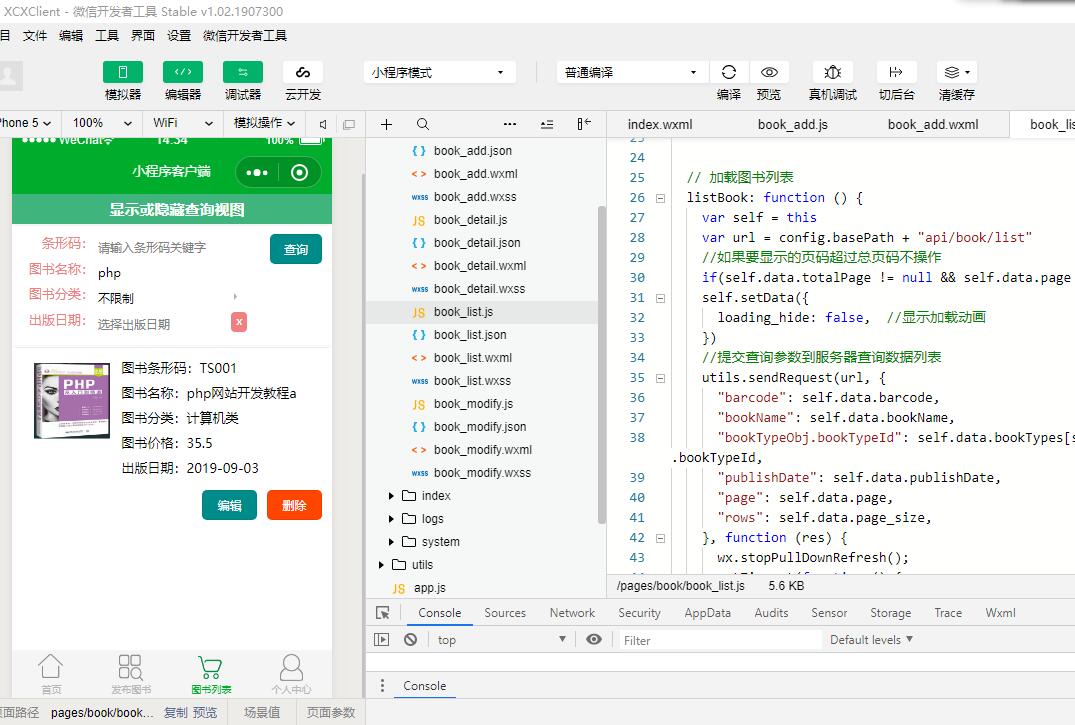 XCXClient - 微信开发者工具 Stable v1.02.1907300
目 文件 编辑 工具 界面 设置 微信开发者工具
小程序模式 普通编译
模拟器 编辑器 调试器 云开发 编译 预览 真机调试 切后台 清缓存
Phone 5 100% WiFi 模拟操作
index.wxml book_add.js book_add.wxml book_lis
WeChat 14:54 100%
小程序客户端
显示或隐藏查询视图
条形码: 请输入条形码关键字 查询
图书名称: php
图书分类: 不限制
出版日期: 选择出版日期 x
PHP
图书条形码: TS001
图书名称: php网站开发教程a
图书分类: 计算机类
图书价格: 35.5
出版日期: 2019-09-03
编辑 删除
首页 发布图书 图书列表 个人中心
页面路径 pages/book/book... 复制 预览 场景值 页面参数
{ } book_add.json
< > book_add.wxml
wxss book_add.wxss
JS book_detail.js
{ } book_detail.json
< > book_detail.wxml
wxss book_detail.wxss
JS book_list.js
{ } book_list.json
< > book_list.wxml
wxss book_list.wxss
JS book_modify.js
{ } book_modify.json
< > book_modify.wxml
wxss book_modify.wxss
index
logs
system
utils
JS app.js
23
24
25 // 加载图书列表
26 listBook: function () {
27 var self = this
28 var url = config.basePath + "api/book/list"
29 //如果要显示的页码超过总页码不操作
30 if(self.data.totalPage != null && self.data.page
31 self.setData({
32 loading_hide: false, //显示加载动画
33 })
34 //提交查询参数到服务器查询数据列表
35 utils.sendRequest(url, {
36 "barcode": self.data.barcode,
37 "bookName": self.data.bookName,
38 "bookTypeObj.bookTypeId": self.data.bookTypes[s
.bookTypeId,
39 "publishDate": self.data.publishDate,
40 "page": self.data.page,
41 "rows": self.data.page_size,
42 }, function (res) {
43 wx.stopPullDownRefresh();
/pages/book/book_list.js 5.6 KB
Console Sources Network Security AppData Audits Sensor Storage Trace Wxml
top Filter Default levels
Console